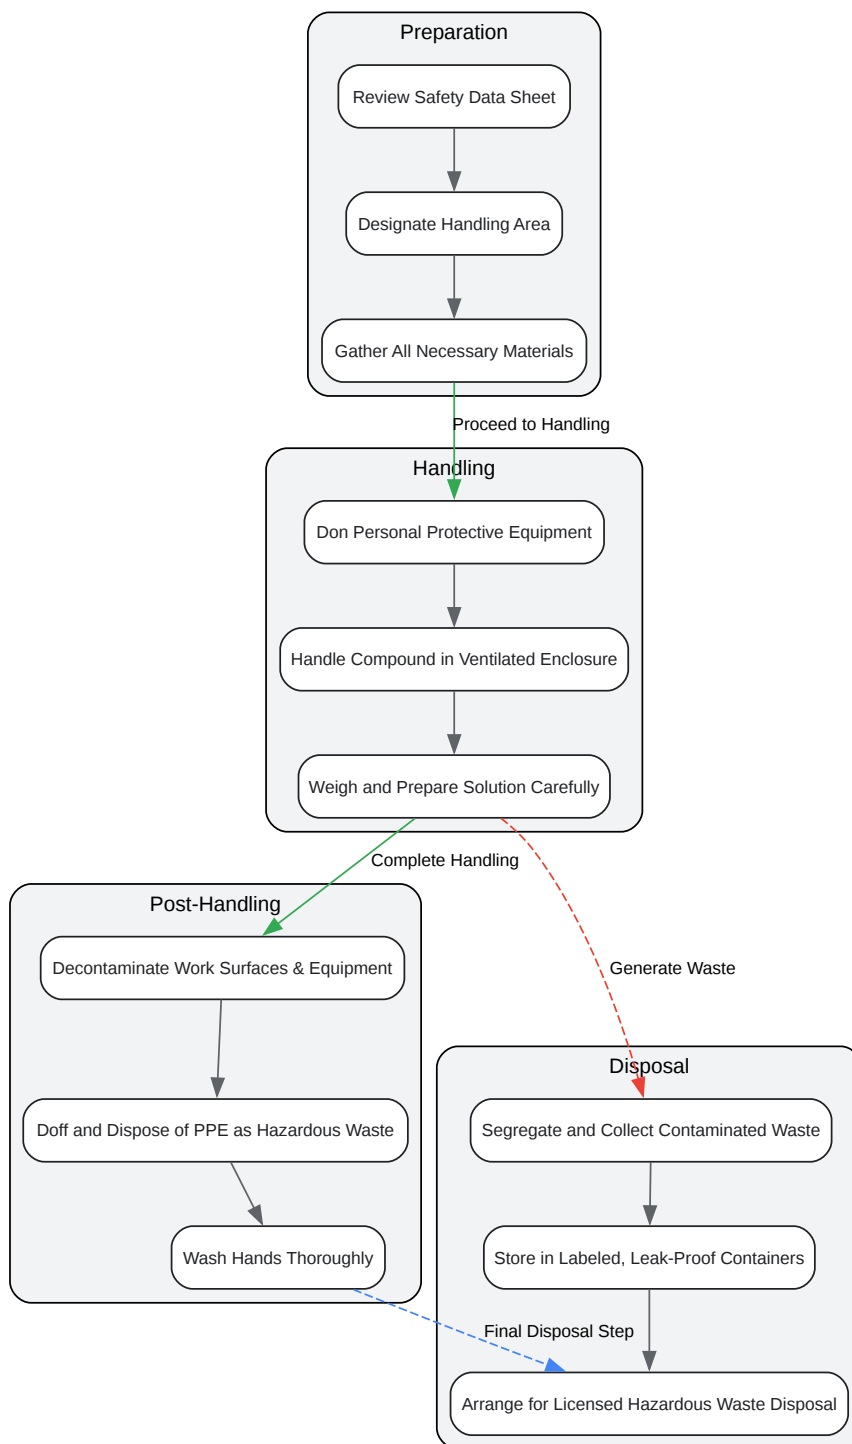 Preparation
Review Safety Data Sheet
Designate Handling Area
Gather All Necessary Materials
Proceed to Handling
Handling
Don Personal Protective Equipment
Handle Compound in Ventilated Enclosure
Weigh and Prepare Solution Carefully
Complete Handling
Post-Handling
Decontaminate Work Surfaces & Equipment
Doff and Dispose of PPE as Hazardous Waste
Wash Hands Thoroughly
Generate Waste
Disposal
Segregate and Collect Contaminated Waste
Store in Labeled, Leak-Proof Containers
Final Disposal Step
Arrange for Licensed Hazardous Waste Disposal